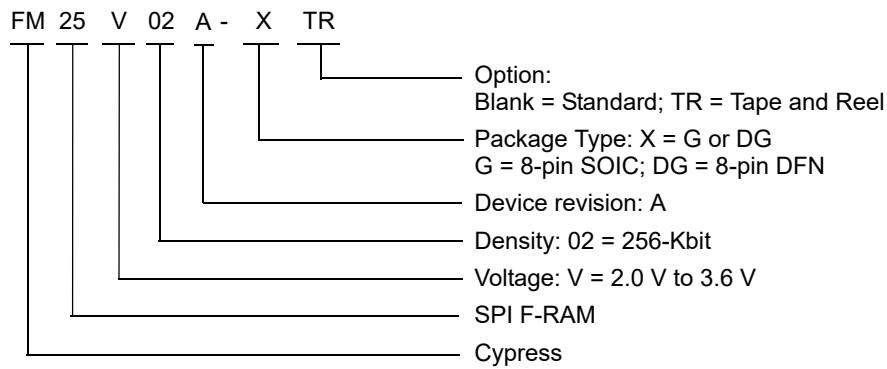 FM 25 V 02 A - X TR
Option:
Blank = Standard; TR = Tape and Reel
Package Type: X = G or DG
G = 8-pin SOIC; DG = 8-pin DFN
Device revision: A
Density: 02 = 256-Kbit
Voltage: V = 2.0 V to 3.6 V
SPI F-RAM
Cypress